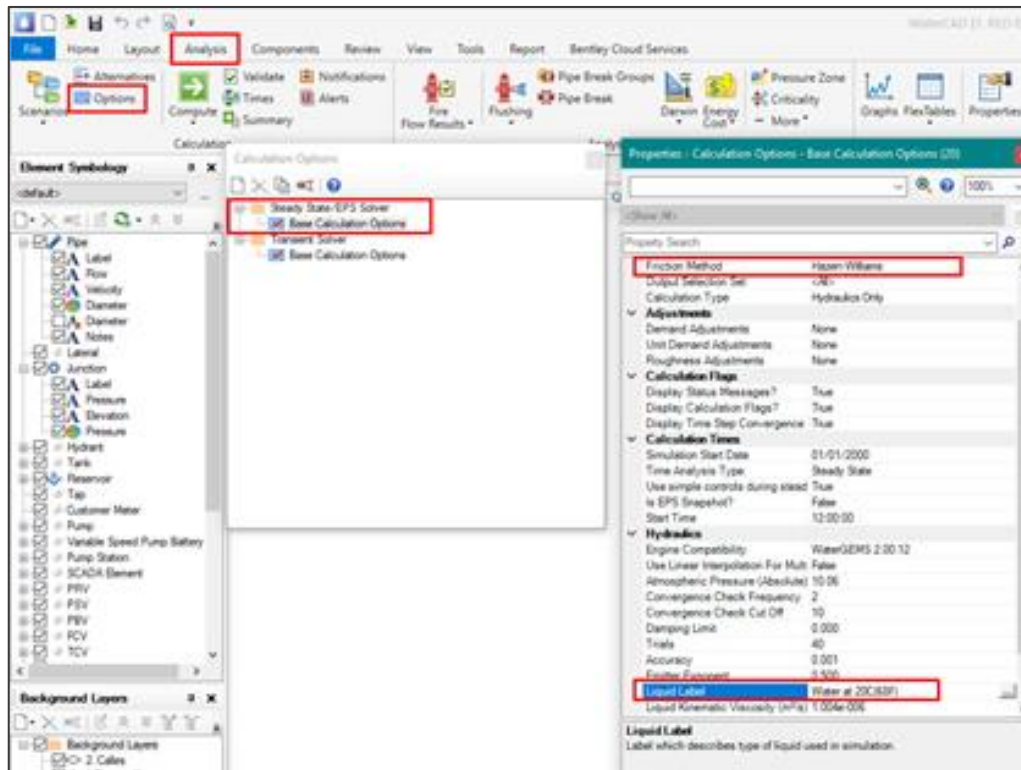 File Home Layout Analysis Components Review View Tools Report Bentley Cloud Services
Scenarios
Alternatives
Options
Compute
Validate
Times
Summary
Notifications
Alerts
Calculation
Fire
Flow Results
Flushing
Pipe Break Groups
Pipe Break
Darwin
Energy
Cost
Pressure Zone
Criticality
More
Graphs FlexTables Properties
Element Symbology
<default>
Pipe
Label
Flow
Velocity
Diameter
Diameter
Notes
Lateral
Junction
Label
Pressure
Elevation
Pressure
Hydrant
Tank
Reservoir
Tap
Customer Meter
Pump
Variable Speed Pump Battery
Pump Station
SCADA Element
PRV
PSV
PBV
FCV
TCV
Background Layers
Background Layers
2. Calles
Calculation Options
Steady State/EPS Solver
Base Calculation Options
Transient Solver
Base Calculation Options
Properties - Calculation Options - Base Calculation Options (20)
100%
<Show All>
Property Search
Friction Method Hazen-Williams
Output Selection Set <All>
Calculation Type Hydraulics Only
Adjustments
Demand Adjustments None
Unit Demand Adjustments None
Roughness Adjustments None
Calculation Flags
Display Status Messages? True
Display Calculation Flags? True
Display Time Step Convergence True
Calculation Times
Simulation Start Date 01/01/2000
Time Analysis Type Steady State
Use simple controls during stead True
Is EPS Snapshot? False
Start Time 12:00:00
Hydraulics
Engine Compatibility WaterGEMS 2.00.12
Use Linear Interpolation For Mult False
Atmospheric Pressure (Absolute) 10.06
Convergence Check Frequency 2
Convergence Check Cut Off 10
Damping Limit 0.000
Trials 40
Accuracy 0.001
Emitter Exponent 0.500
Liquid Label Water at 20C(68F)
Liquid Kinematic Viscosity (m²/s) 1.004e-006
Liquid Label
Label which describes type of liquid used in simulation.